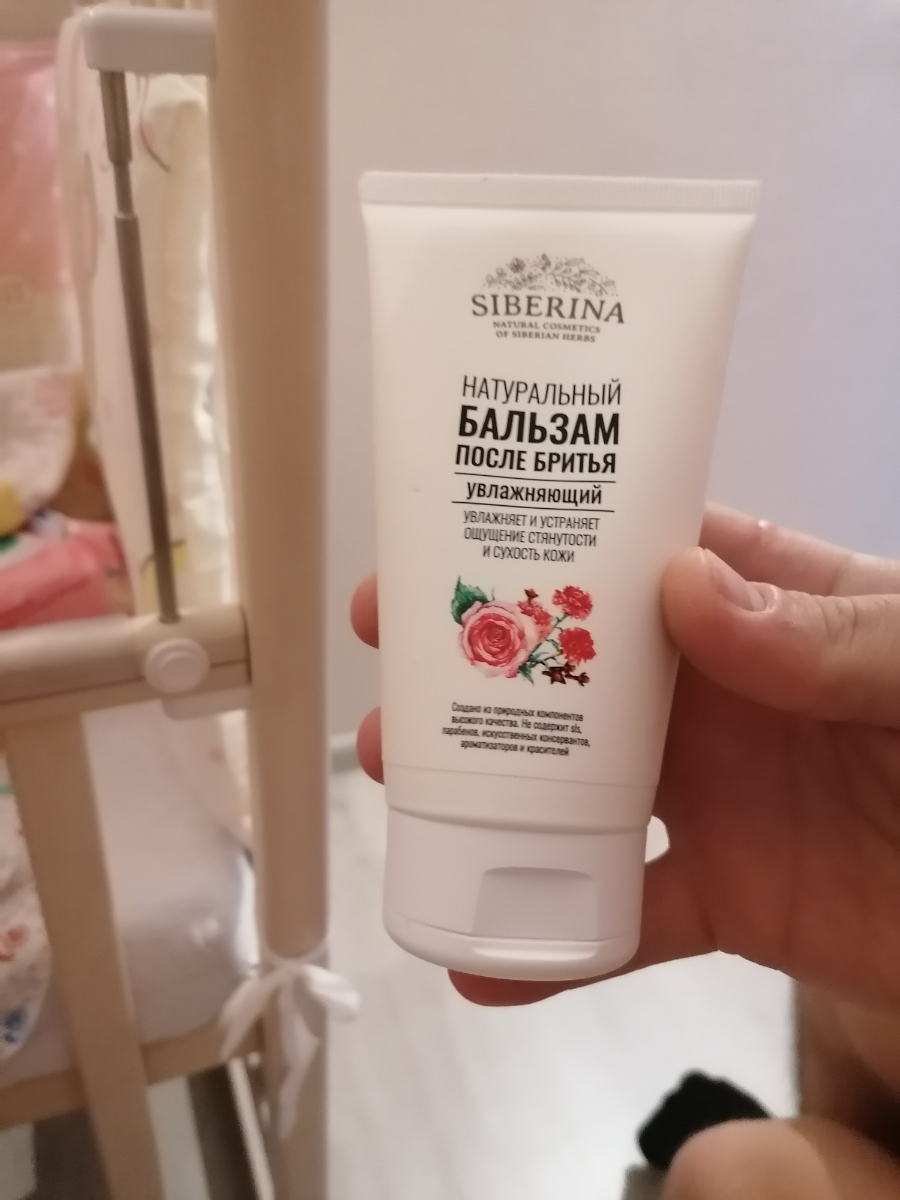 SIBERINA
NATURAL COSMETICS
OF SIBERIAN HERBS
НАТУРАЛЬНЫЙ
БАЛЬЗАМ
ПОСЛЕ БРИТЬЯ
увлажняющий
УВЛАЖНЯЕТ И УСТРАНЯЕТ
ОЩУЩЕНИЕ СТЯНУТОСТИ
И СУХОСТЬ КОЖИ
Создано из природных компонентов
высокого качества. Не содержит sls,
парабенов, искусственных консервантов,
ароматизаторов и красителей